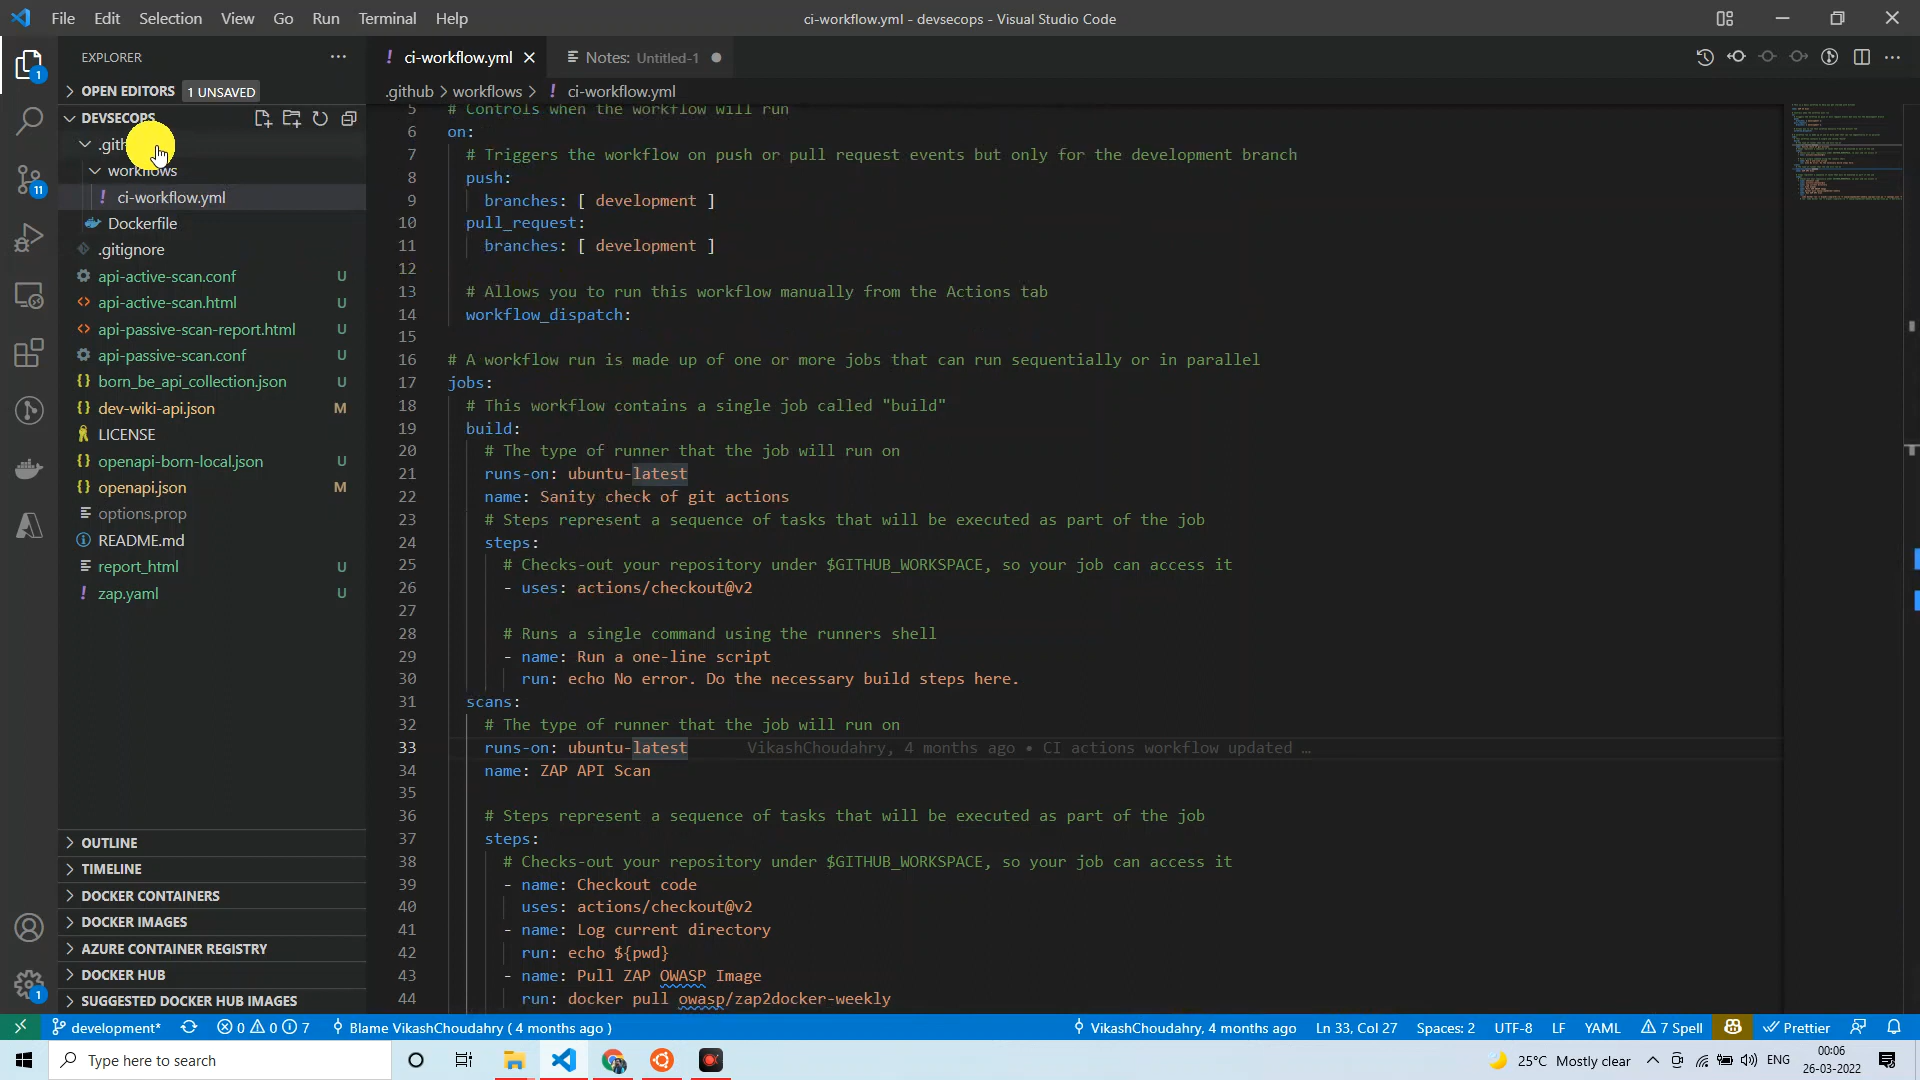 File Edit Selection View Go Run Terminal Help
ci-workflow.yml - devsecops - Visual Studio Code
EXPLORER
ci-workflow.yml
Notes: Untitled-1
OPEN EDITORS 1 UNSAVED
.github > workflows > ! ci-workflow.yml
DEVSECOPS
workflows
! ci-workflow.yml
Dockerfile
.gitignore
api-active-scan.conf U
api-active-scan.html U
api-passive-scan-report.html U
api-passive-scan.conf U
born_be_api_collection.json U
dev-wiki-api.json M
LICENSE
openapi-born-local.json U
openapi.json M
options.prop
README.md
report_html U
! zap.yaml U
OUTLINE
TIMELINE
DOCKER CONTAINERS
DOCKER IMAGES
AZURE CONTAINER REGISTRY
DOCKER HUB
SUGGESTED DOCKER HUB IMAGES
1
11
1
5 # Controls when the workflow will run
6 on:
7 # Triggers the workflow on push or pull request events but only for the development branch
8 push:
9 branches: [ development ]
10 pull_request:
11 branches: [ development ]
12
13 # Allows you to run this workflow manually from the Actions tab
14 workflow_dispatch:
15
16 # A workflow run is made up of one or more jobs that can run sequentially or in parallel
17 jobs:
18 # This workflow contains a single job called "build"
19 build:
20 # The type of runner that the job will run on
21 runs-on: ubuntu-latest
22 name: Sanity check of git actions
23 # Steps represent a sequence of tasks that will be executed as part of the job
24 steps:
25 # Checks-out your repository under $GITHUB_WORKSPACE, so your job can access it
26 - uses: actions/checkout@v2
27
28 # Runs a single command using the runners shell
29 - name: Run a one-line script
30 run: echo No error. Do the necessary build steps here.
31 scans:
32 # The type of runner that the job will run on
33 runs-on: ubuntu-latest VikashChoudahry, 4 months ago • CI actions workflow updated …
34 name: ZAP API Scan
35
36 # Steps represent a sequence of tasks that will be executed as part of the job
37 steps:
38 # Checks-out your repository under $GITHUB_WORKSPACE, so your job can access it
39 - name: Checkout code
40 uses: actions/checkout@v2
41 - name: Log current directory
42 run: echo ${pwd}
43 - name: Pull ZAP OWASP Image
44 run: docker pull owasp/zap2docker-weekly
development* 0 0 7 Blame VikashChoudahry ( 4 months ago ) VikashChoudahry, 4 months ago Ln 33, Col 27 Spaces: 2 UTF-8 LF YAML 7 Spell Prettier
Type here to search
25°C Mostly clear ENG
00:06
26-03-2022